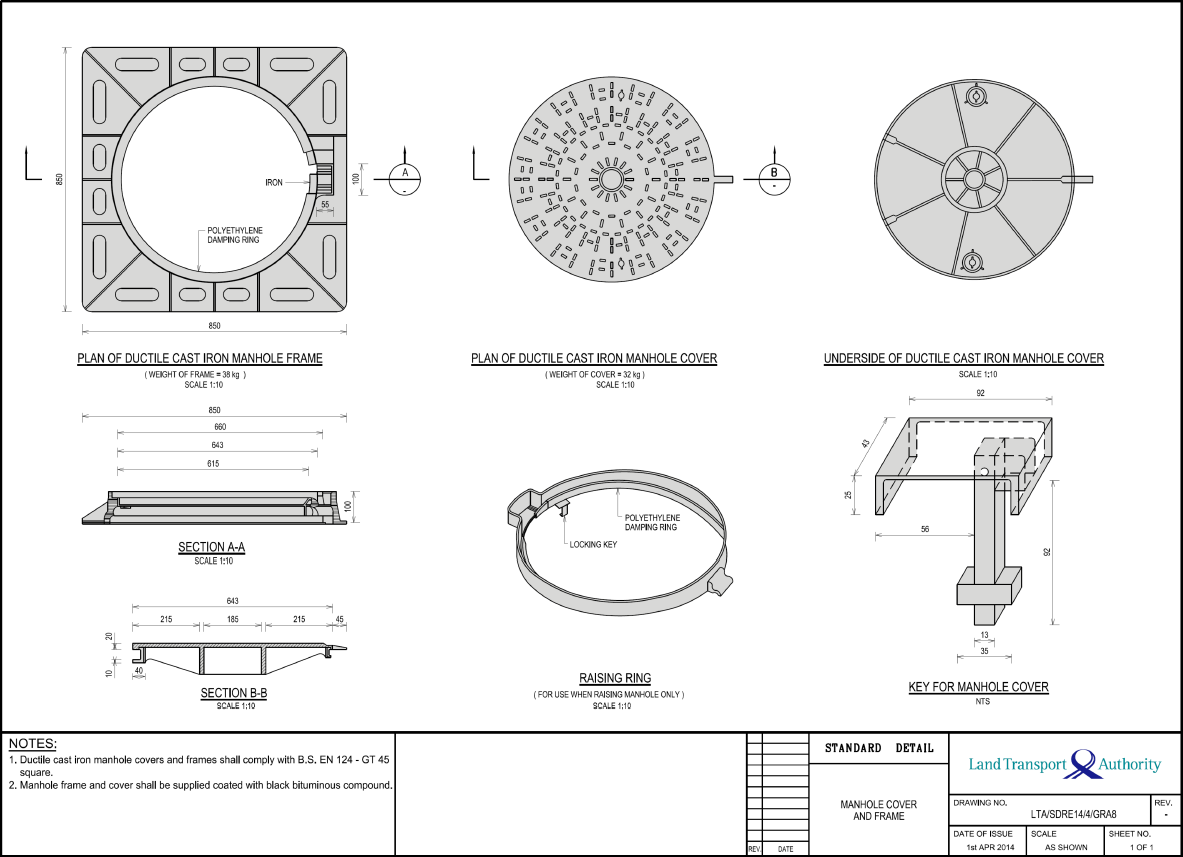 850
IRON
100
55
POLYETHYLENE
DAMPING RING
850
A
-
B
-
PLAN OF DUCTILE CAST IRON MANHOLE FRAME
( WEIGHT OF FRAME = 38 kg )
SCALE 1:10
PLAN OF DUCTILE CAST IRON MANHOLE COVER
( WEIGHT OF COVER = 32 kg )
SCALE 1:10
UNDERSIDE OF DUCTILE CAST IRON MANHOLE COVER
SCALE 1:10
850
660
643
615
100
SECTION A-A
SCALE 1:10
643
215
185
215
45
20
10
40
SECTION B-B
SCALE 1:10
POLYETHYLENE
DAMPING RING
LOCKING KEY
RAISING RING
( FOR USE WHEN RAISING MANHOLE ONLY )
SCALE 1:10
92
43
25
56
92
13
35
KEY FOR MANHOLE COVER
NTS
NOTES:
1. Ductile cast iron manhole covers and frames shall comply with B.S. EN 124 - GT 45
square.
2. Manhole frame and cover shall be supplied coated with black bituminous compound.
REV.
DATE
STANDARD DETAIL
MANHOLE COVER
AND FRAME
Land Transport Authority
DRAWING NO.
LTA/SDRE14/4/GRA8
REV.
-
DATE OF ISSUE
1st APR 2014
SCALE
AS SHOWN
SHEET NO.
1 OF 1